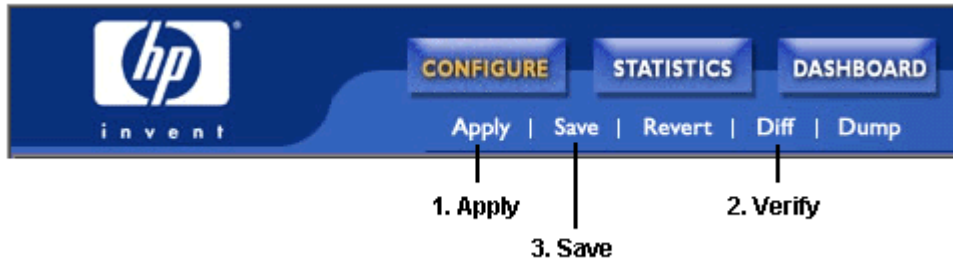 hp
invent
CONFIGURE STATISTICS DASHBOARD
Apply | Save | Revert | Diff | Dump
1. Apply 2. Verify
3. Save